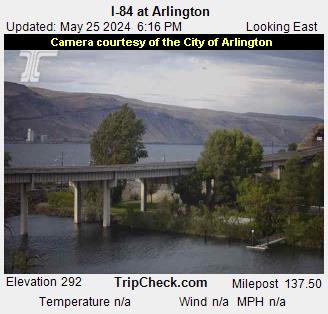 I-84 at Arlington
Updated: May 25 2024 6:16 PM Looking East
Camera courtesy of the City of Arlington
Elevation 292 TripCheck.com Milepost 137.50
Temperature n/a Wind n/a MPH n/a